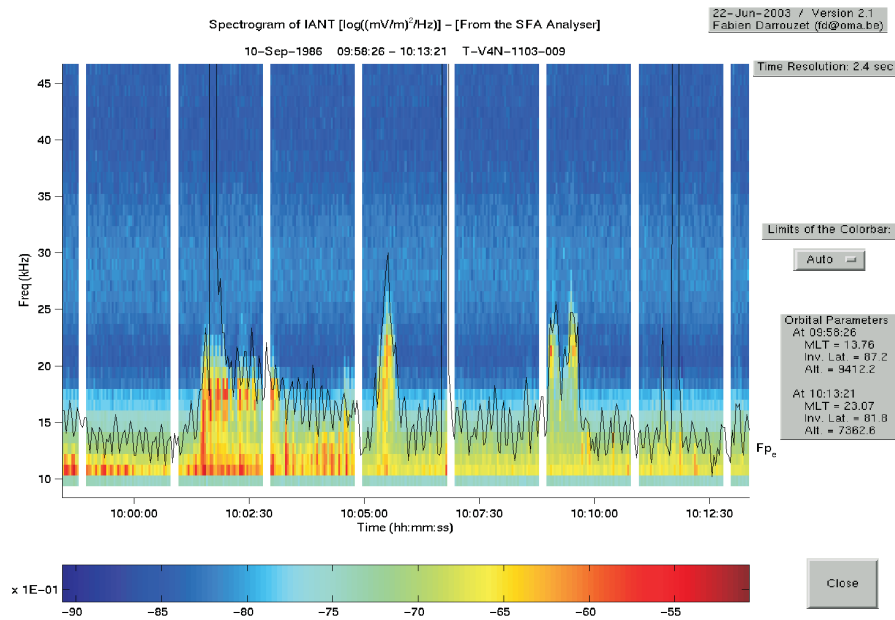 22-Jun-2003 / Version 2.1
Fabien Darrouzet (fd@oma.be)
Spectrogram of IANT [log((mV/m)²/Hz)] – [From the SFA Analyser]
10-Sep-1986 09:58:26 – 10:13:21 T-V4N-1103-009
Time Resolution: 2.4 sec
45
40
35
30
25
20
15
10
Freq (kHz)
Limits of the Colorbar:
Auto
Orbital Parameters
At 09:58:26
MLT = 13.76
Inv. Lat. = 87.2
Alt. = 9412.2
At 10:13:21
MLT = 23.07
Inv. Lat. = 81.8
Alt. = 7362.6
Fpₑ
10:00:00 10:02:30 10:05:00 10:07:30 10:10:00 10:12:30
Time (hh:mm:ss)
x 1E-01
-90 -85 -80 -75 -70 -65 -60 -55
Close